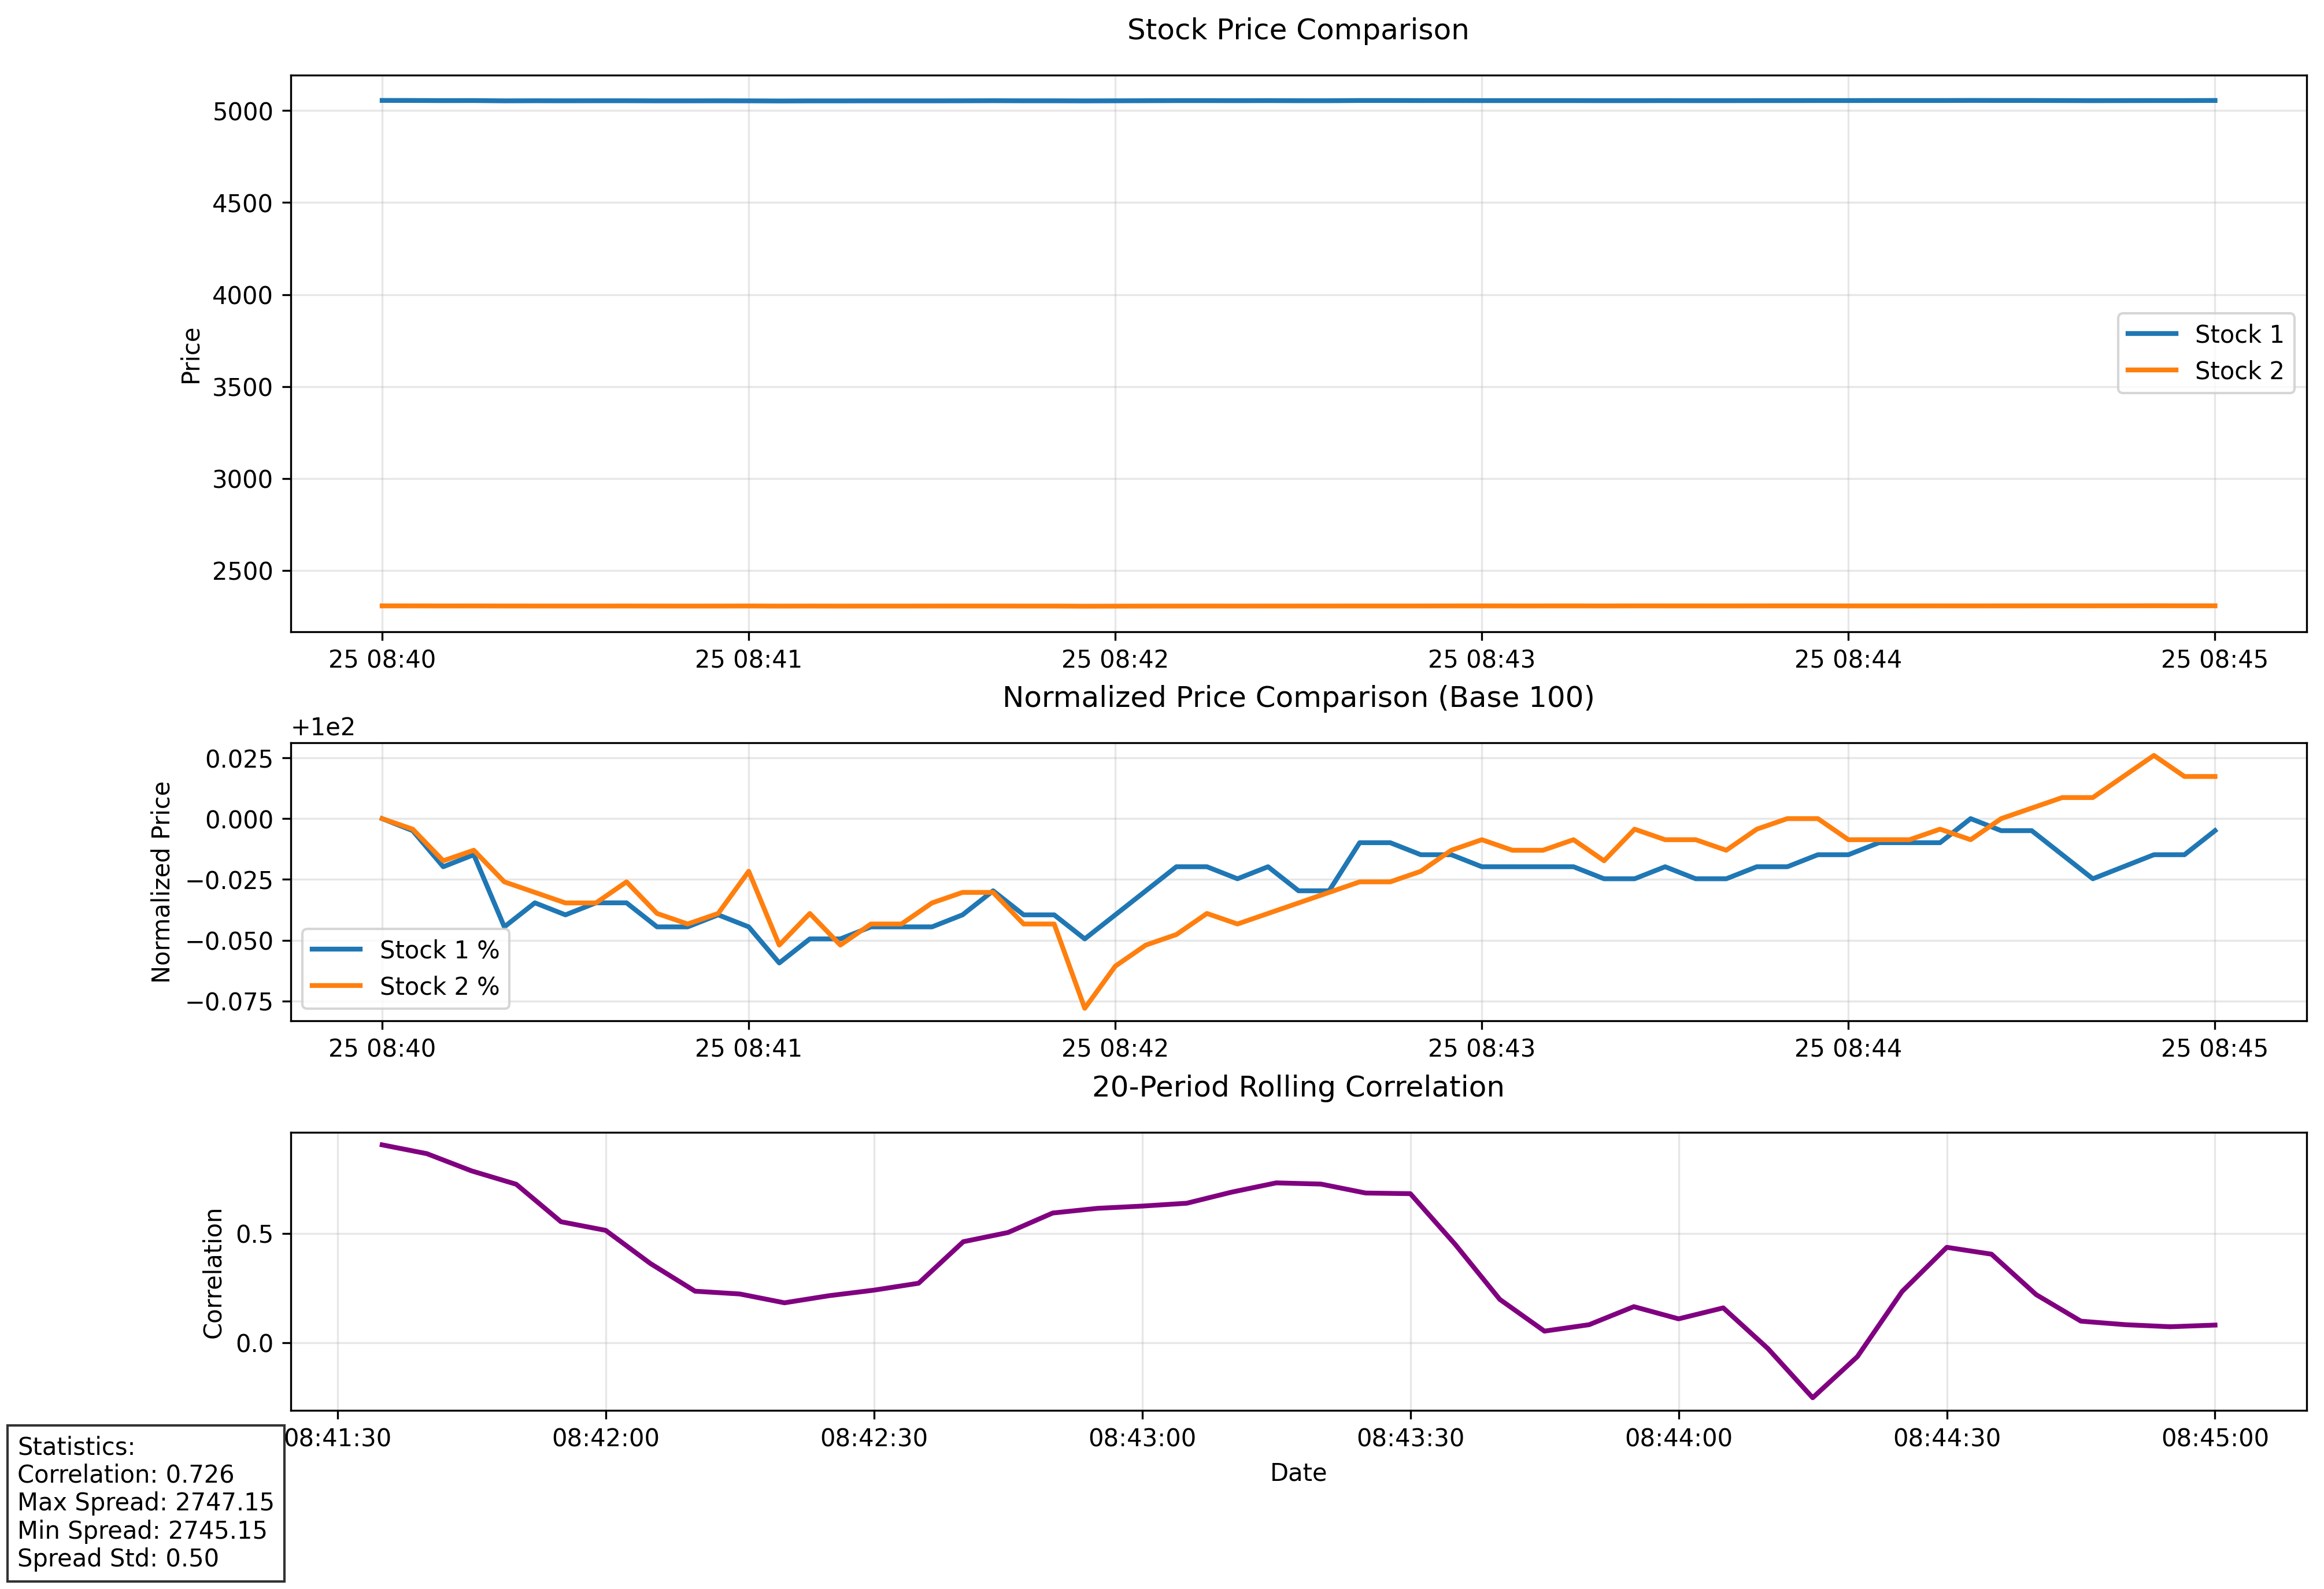 Stock Price Comparison
5000
4500
4000
3500
3000
2500
Price
Stock 1
Stock 2
25 08:40
25 08:41
25 08:42
25 08:43
25 08:44
25 08:45
Normalized Price Comparison (Base 100)
+1e2
0.025
0.000
−0.025
−0.050
−0.075
Normalized Price
Stock 1 %
Stock 2 %
25 08:40
25 08:41
25 08:42
25 08:43
25 08:44
25 08:45
20-Period Rolling Correlation
0.5
0.0
Correlation
08:41:30
08:42:00
08:42:30
08:43:00
08:43:30
08:44:00
08:44:30
08:45:00
Date
Statistics:
Correlation: 0.726
Max Spread: 2747.15
Min Spread: 2745.15
Spread Std: 0.50